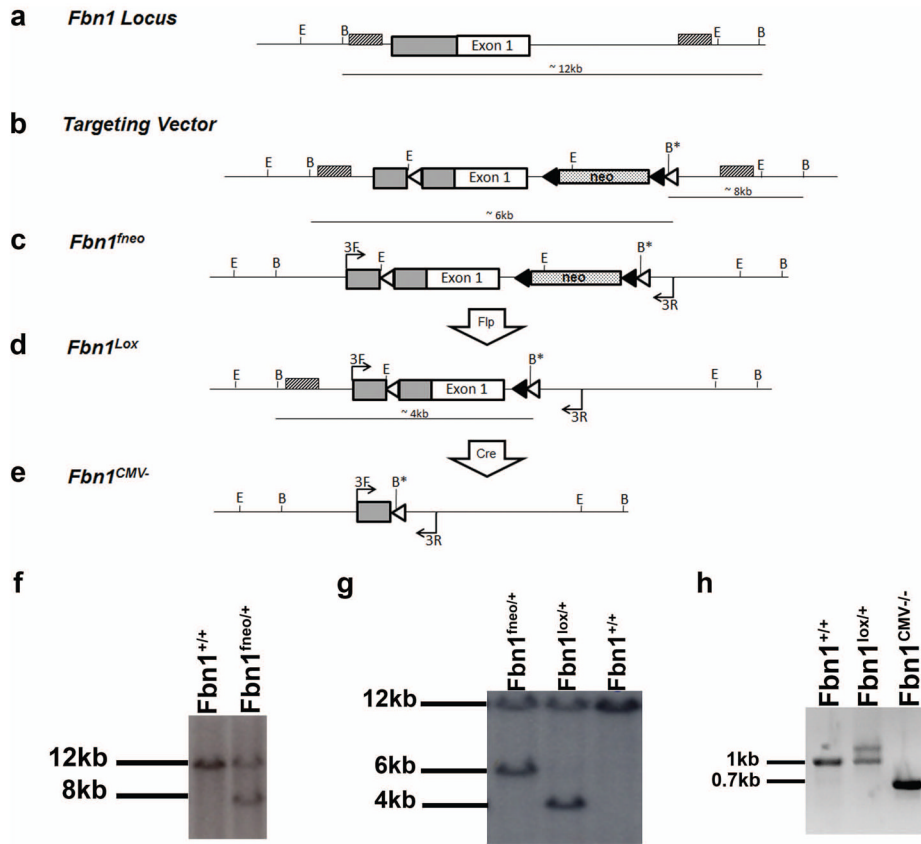 a Fbn1 Locus
E B Exon 1 E B
~ 12kb
b Targeting Vector
E B E Exon 1 E neo B* E B
~ 8kb
~ 6kb
c Fbn1fneo
E B 3F E Exon 1 E neo B* 3R E B
Flp
d Fbn1Lox
E B 3F E Exon 1 B* 3R E B
~ 4kb
Cre
e Fbn1CMV-
E B 3F B* 3R E B
f
Fbn1+/+
Fbn1fneo/+
12kb
8kb
g
Fbn1fneo/+
Fbn1lox/+
Fbn1+/+
12kb
6kb
4kb
h
Fbn1+/+
Fbn1lox/+
Fbn1CMV-/-
1kb
0.7kb